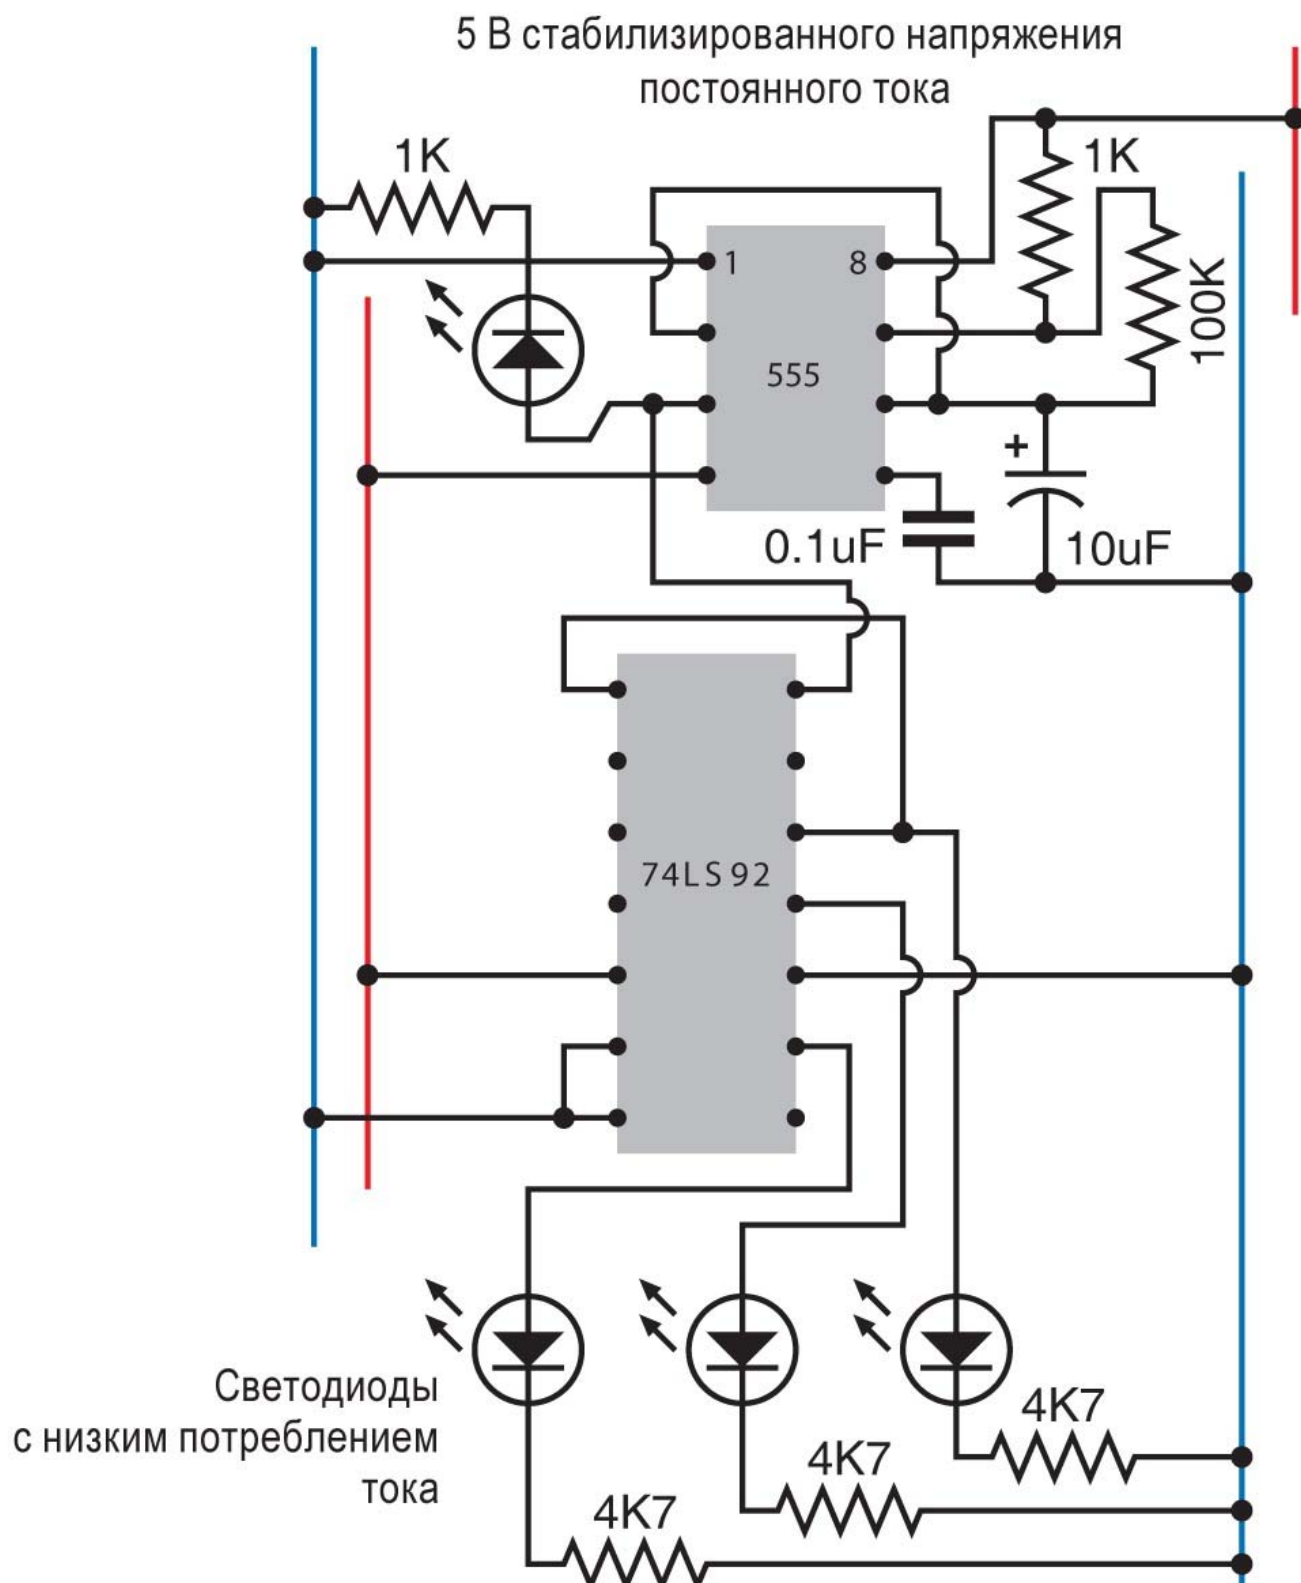 5 В стабилизированного напряжения
постоянного тока
1K
1K
1
8
100K
555
+
0.1uF
10uF
74LS92
Светодиоды
с низким потреблением
тока
4K7
4K7
4K7